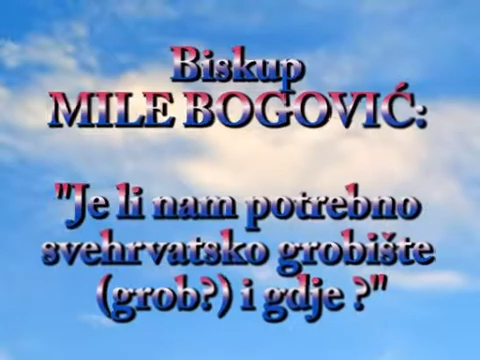 Biskup
MILE BOGOVIĆ:
"Je li nam potrebno
svehrvatsko grobište
(grob?) i gdje ?"